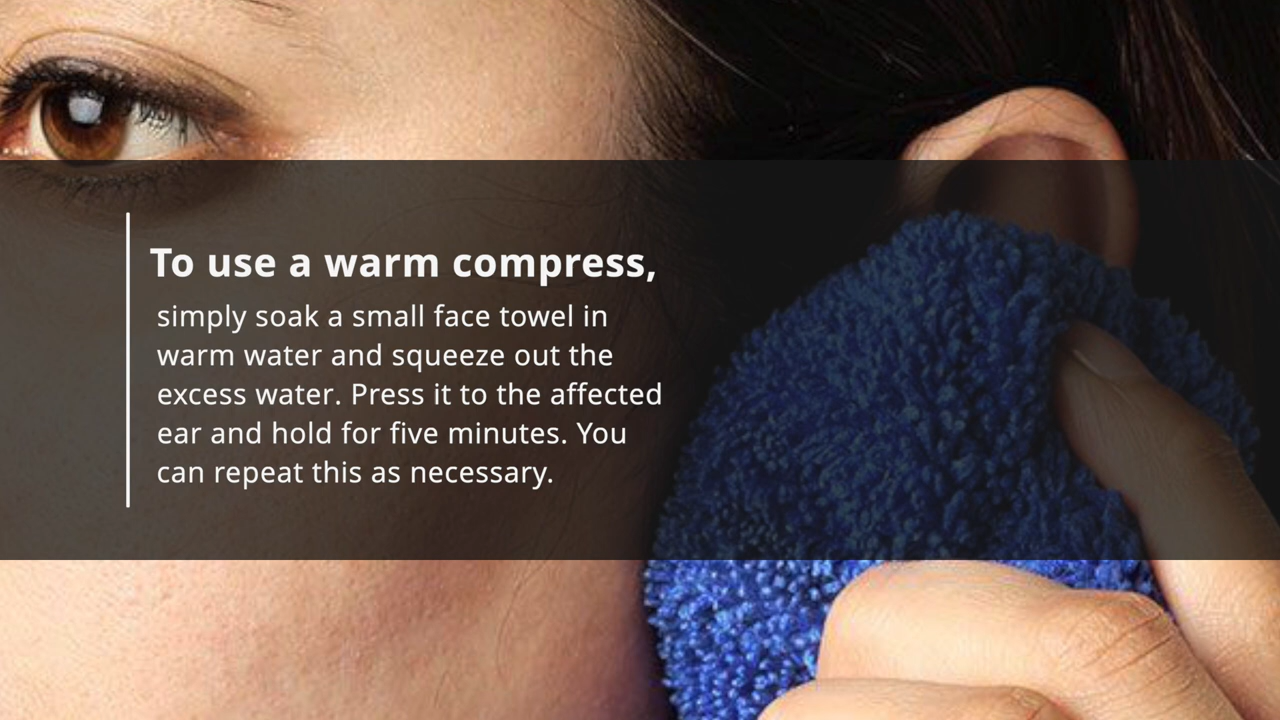 To use a warm compress,
simply soak a small face towel in
warm water and squeeze out the
excess water. Press it to the affected
ear and hold for five minutes. You
can repeat this as necessary.